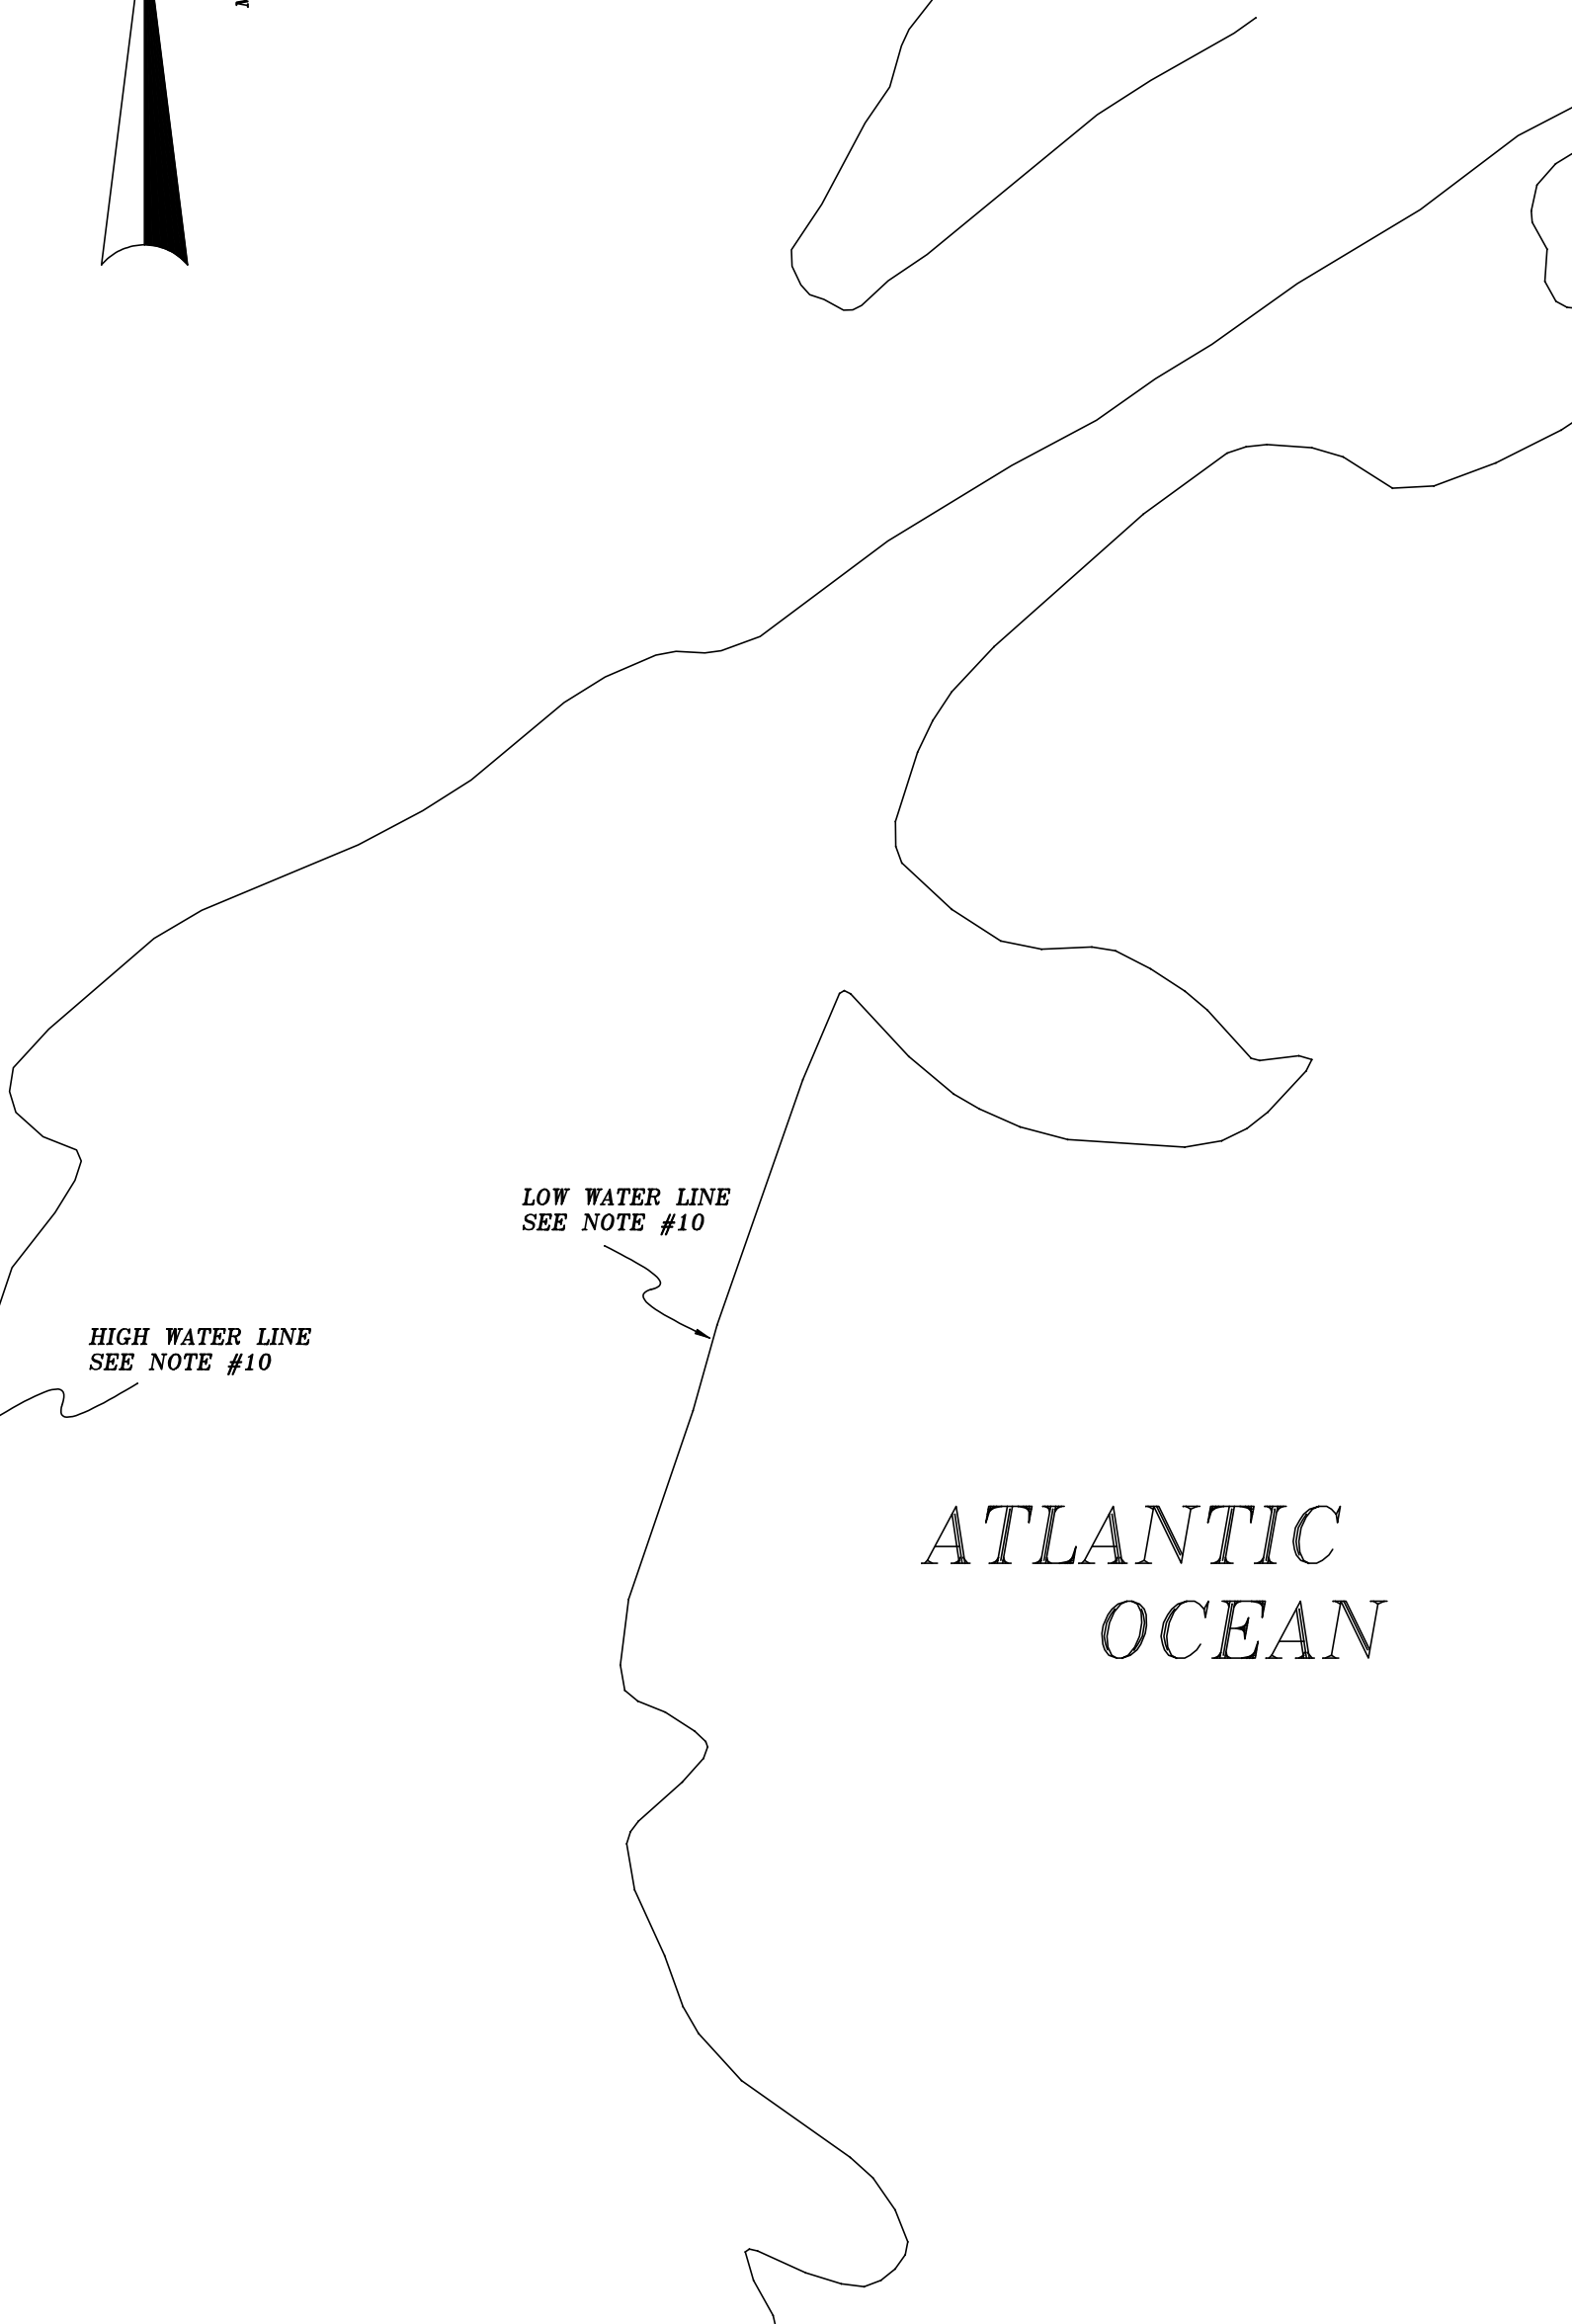 LOW WATER LINE
SEE NOTE #10
HIGH WATER LINE
SEE NOTE #10
ATLANTIC
OCEAN